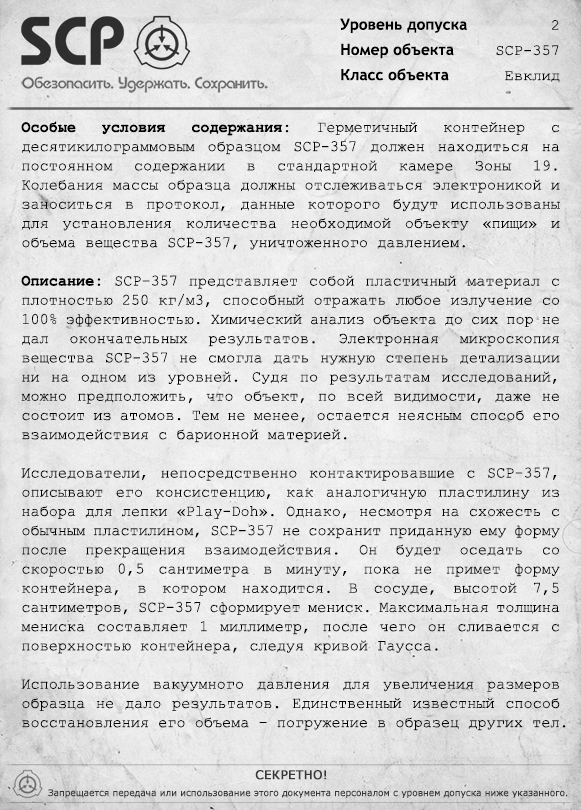 SCP
Обезопасить. Удержать. Сохранить.
Уровень допуска 2
Номер объекта SCP-357
Класс объекта Евклид
Особые условия содержания: Герметичный контейнер с
десятикилограммовым образцом SCP-357 должен находиться на
постоянном содержании в стандартной камере Зоны 19.
Колебания массы образца должны отслеживаться электроникой и
заноситься в протокол, данные которого будут использованы
для установления количества необходимой объекту «пищи» и
объема вещества SCP-357, уничтоженного давлением.
Описание: SCP-357 представляет собой пластичный материал с
плотностью 250 кг/м3, способный отражать любое излучение со
100% эффективностью. Химический анализ объекта до сих пор не
дал окончательных результатов. Электронная микроскопия
вещества SCP-357 не смогла дать нужную степень детализации
ни на одном из уровней. Судя по результатам исследований,
можно предположить, что объект, по всей видимости, даже не
состоит из атомов. Тем не менее, остается неясным способ его
взаимодействия с барионной материей.
Исследователи, непосредственно контактировавшие с SCP-357,
описывают его консистенцию, как аналогичную пластилину из
набора для лепки «Play-Doh». Однако, несмотря на схожесть с
обычным пластилином, SCP-357 не сохранит приданную ему форму
после прекращения взаимодействия. Он будет оседать со
скоростью 0,5 сантиметра в минуту, пока не примет форму
контейнера, в котором находится. В сосуде, высотой 7,5
сантиметров, SCP-357 сформирует мениск. Максимальная толщина
мениска составляет 1 миллиметр, после чего он сливается с
поверхностью контейнера, следуя кривой Гаусса.
Использование вакуумного давления для увеличения размеров
образца не дало результатов. Единственный известный способ
восстановления его объема – погружение в образец других тел.
СЕКРЕТНО!
Запрещается передача или использование этого документа персоналом с уровнем допуска ниже указанного.